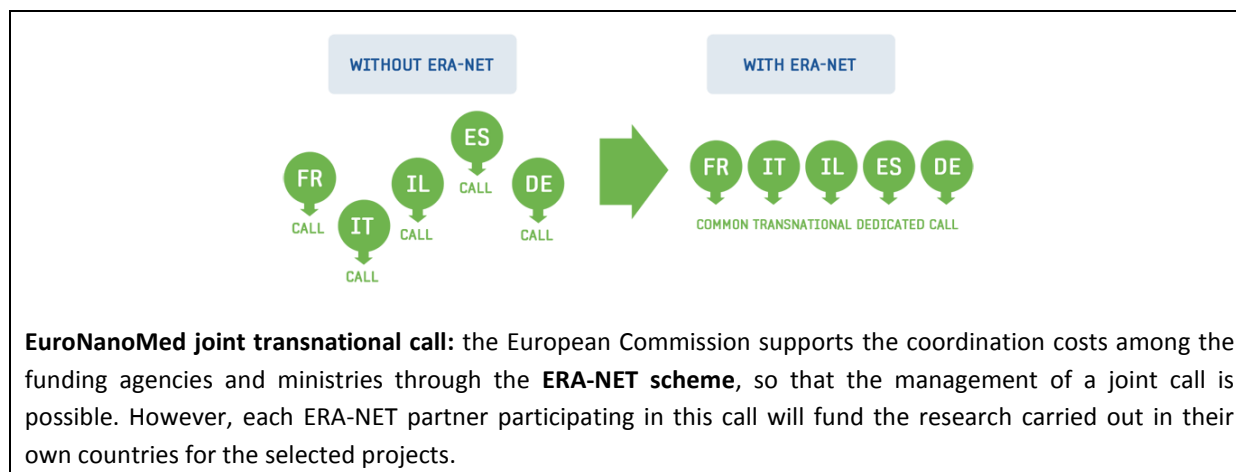 WITHOUT ERA-NET
WITH ERA-NET
ES
CALL
FR
CALL
IL
CALL
DE
CALL
IT
CALL
FR IT IL ES DE
COMMON TRANSNATIONAL DEDICATED CALL
EuroNanoMed joint transnational call: the European Commission supports the coordination costs among the
funding agencies and ministries through the ERA-NET scheme, so that the management of a joint call is
possible. However, each ERA-NET partner participating in this call will fund the research carried out in their
own countries for the selected projects.